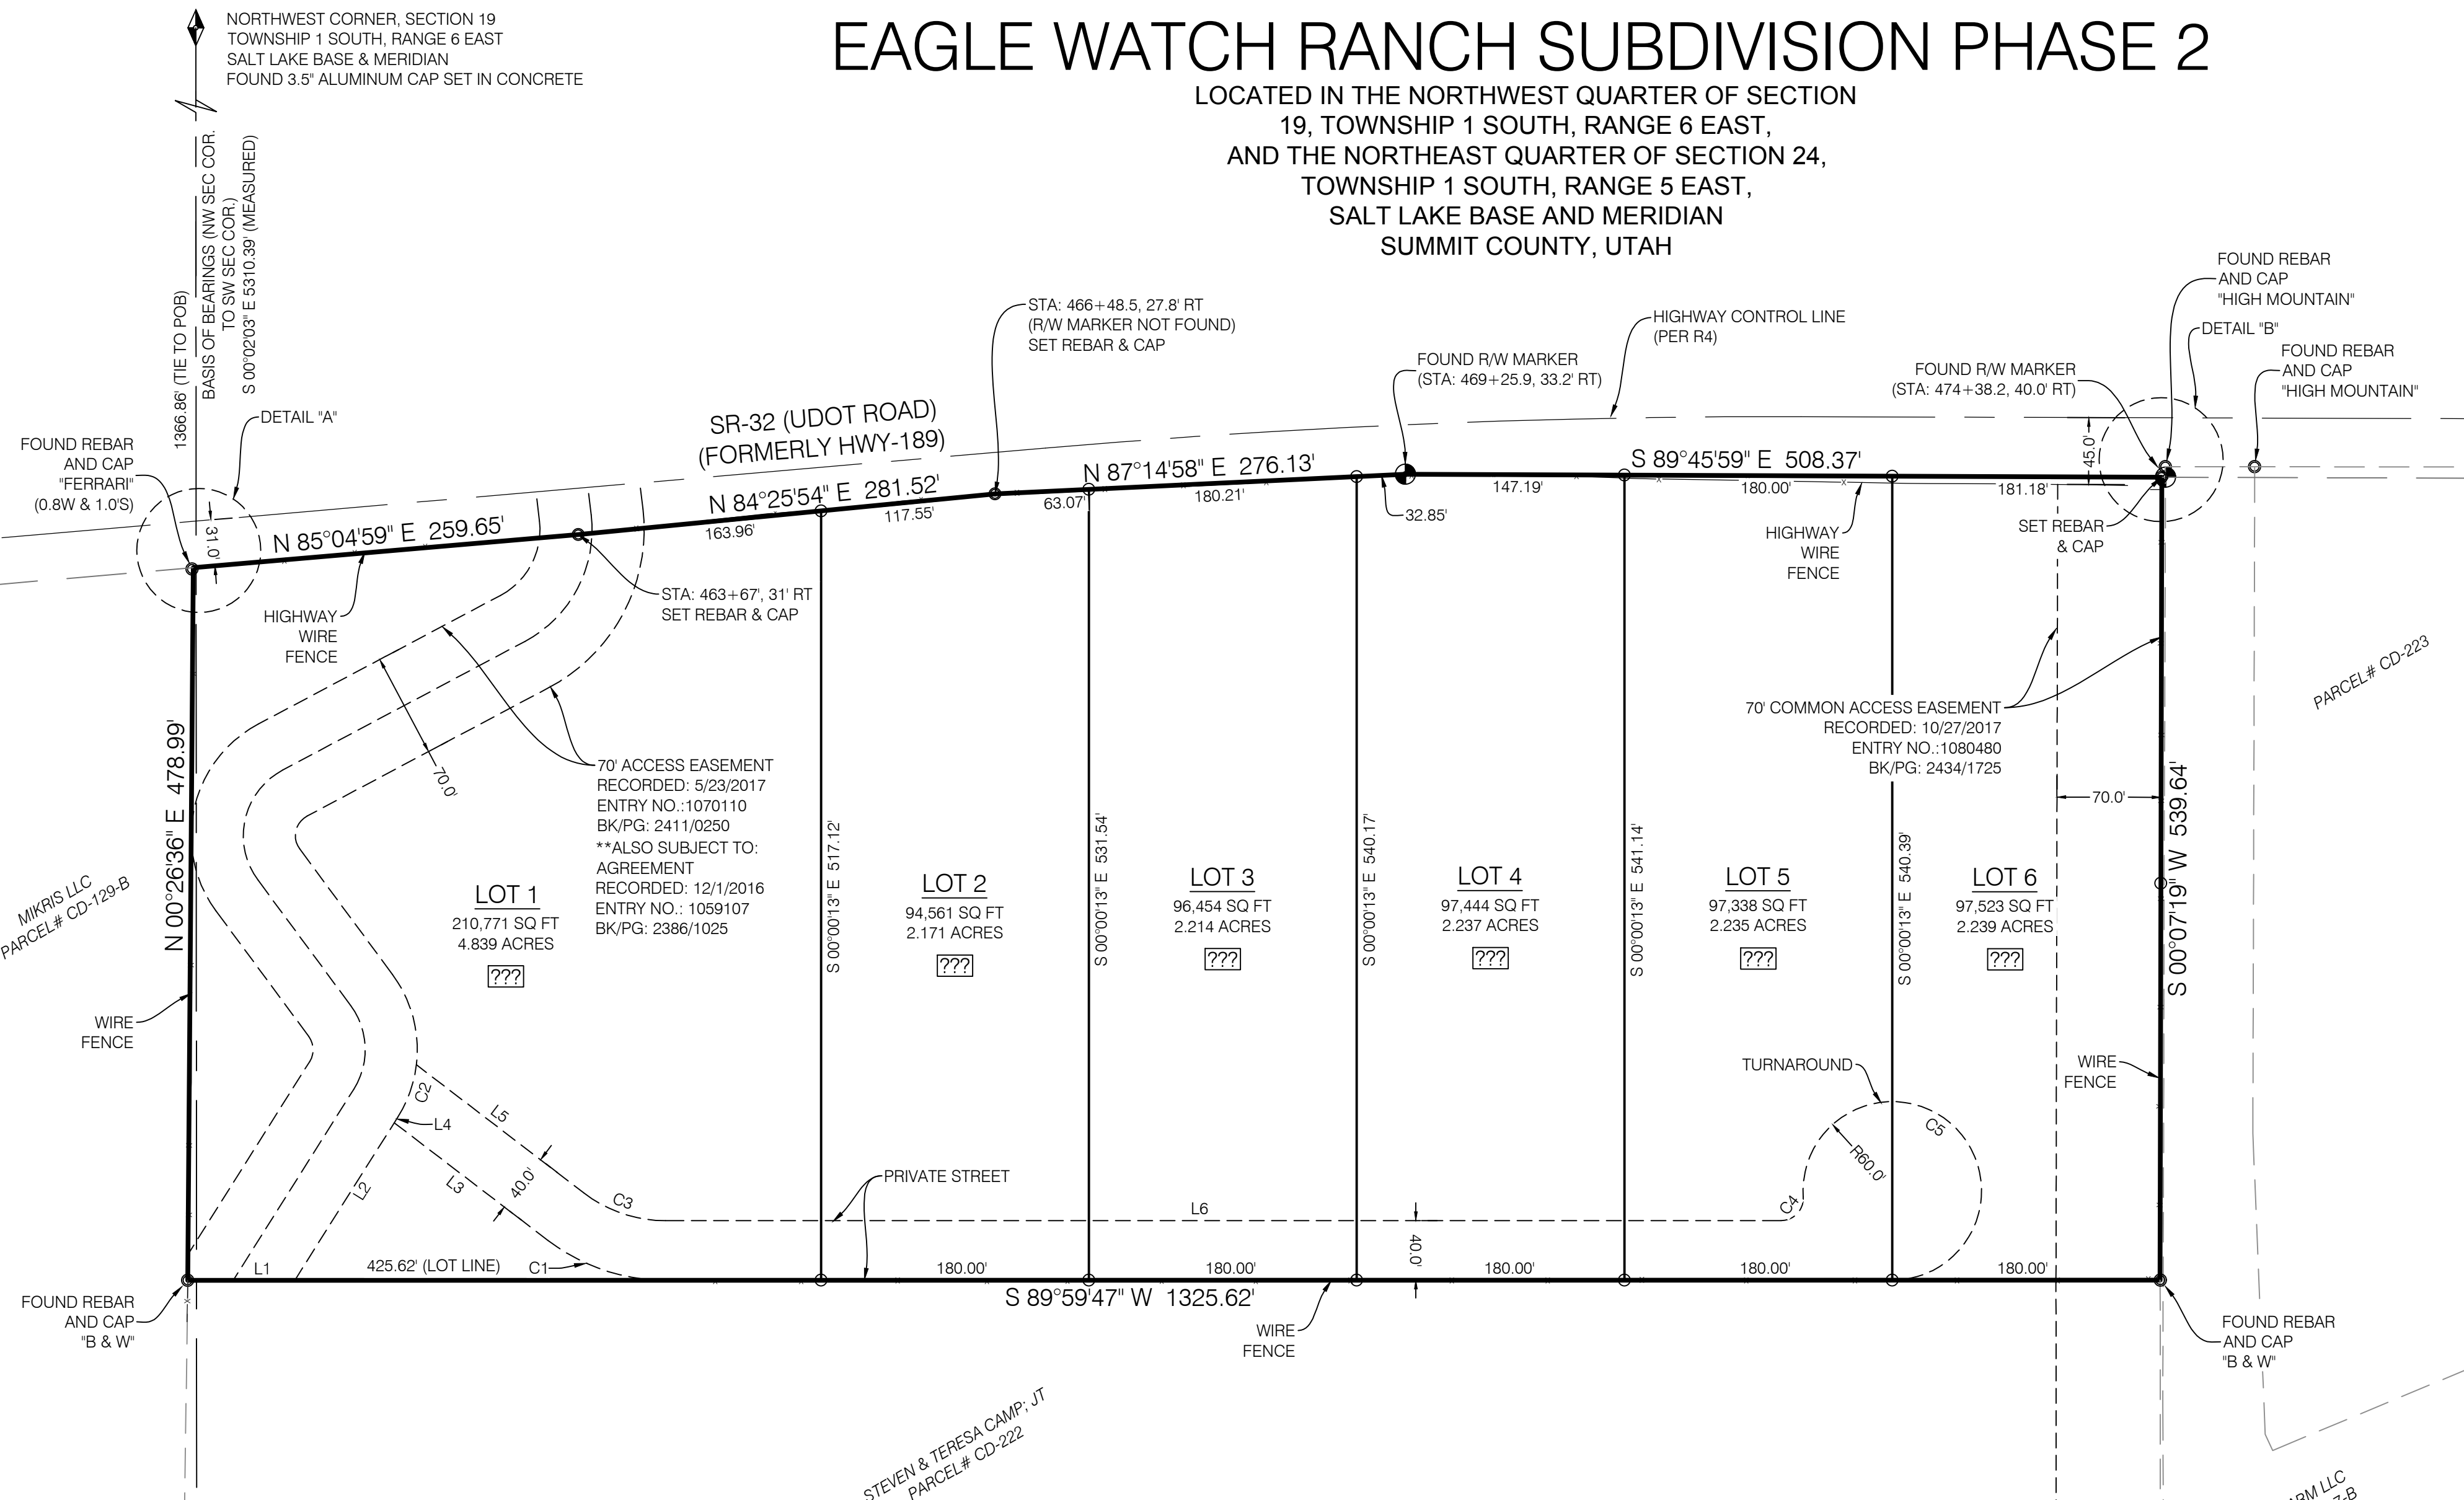 NORTHWEST CORNER, SECTION 19
TOWNSHIP 1 SOUTH, RANGE 6 EAST
SALT LAKE BASE & MERIDIAN
FOUND 3.5" ALUMINUM CAP SET IN CONCRETE
EAGLE WATCH RANCH SUBDIVISION PHASE 2
LOCATED IN THE NORTHWEST QUARTER OF SECTION
19, TOWNSHIP 1 SOUTH, RANGE 6 EAST,
AND THE NORTHEAST QUARTER OF SECTION 24,
TOWNSHIP 1 SOUTH, RANGE 5 EAST,
SALT LAKE BASE AND MERIDIAN
SUMMIT COUNTY, UTAH
1366.86' (TIE TO POB)
BASIS OF BEARINGS (NW SEC COR.
TO SW SEC COR.)
S 00°02'03" E 5310.39' (MEASURED)
DETAIL "A"
FOUND REBAR
AND CAP
"FERRARI"
(0.8W & 1.0'S)
31.0'
STA: 466+48.5, 27.8' RT
(R/W MARKER NOT FOUND)
SET REBAR & CAP
SR-32 (UDOT ROAD)
(FORMERLY HWY-189)
HIGHWAY CONTROL LINE
(PER R4)
FOUND R/W MARKER
(STA: 469+25.9, 33.2' RT)
FOUND R/W MARKER
(STA: 474+38.2, 40.0' RT)
FOUND REBAR
AND CAP
"HIGH MOUNTAIN"
DETAIL "B"
FOUND REBAR
AND CAP
"HIGH MOUNTAIN"
45.0'
N 85°04'59" E 259.65'
N 84°25'54" E 281.52'
163.96'
117.55'
N 87°14'58" E 276.13'
63.07'
180.21'
32.85'
S 89°45'59" E 508.37'
147.19'
180.00'
181.18'
HIGHWAY
WIRE
FENCE
STA: 463+67', 31' RT
SET REBAR & CAP
HIGHWAY
WIRE
FENCE
SET REBAR
& CAP
70.0'
70' ACCESS EASEMENT
RECORDED: 5/23/2017
ENTRY NO.:1070110
BK/PG: 2411/0250
**ALSO SUBJECT TO:
AGREEMENT
RECORDED: 12/1/2016
ENTRY NO.: 1059107
BK/PG: 2386/1025
70' COMMON ACCESS EASEMENT
RECORDED: 10/27/2017
ENTRY NO.:1080480
BK/PG: 2434/1725
70.0'
PARCEL# CD-223
MIKRIS LLC
PARCEL# CD-129-B
N 00°26'36" E 478.99'
LOT 1
210,771 SQ FT
4.839 ACRES
???
S 00°00'13" E 517.12'
LOT 2
94,561 SQ FT
2.171 ACRES
???
S 00°00'13" E 531.54'
LOT 3
96,454 SQ FT
2.214 ACRES
???
S 00°00'13" E 540.17'
LOT 4
97,444 SQ FT
2.237 ACRES
???
S 00°00'13" E 541.14'
LOT 5
97,338 SQ FT
2.235 ACRES
???
S 00°00'13" E 540.39'
LOT 6
97,523 SQ FT
2.239 ACRES
???
S 00°07'19" W 539.64'
WIRE
FENCE
WIRE
FENCE
TURNAROUND
C5
R60.0'
C4
C2
L5
L4
L3
40.0'
L2
C3
PRIVATE STREET
L6
40.0'
L1
425.62' (LOT LINE)
C1
180.00'
180.00'
180.00'
180.00'
180.00'
S 89°59'47" W 1325.62'
WIRE
FENCE
FOUND REBAR
AND CAP
"B & W"
FOUND REBAR
AND CAP
"B & W"
STEVEN & TERESA CAMP; JT
PARCEL# CD-222
LLC